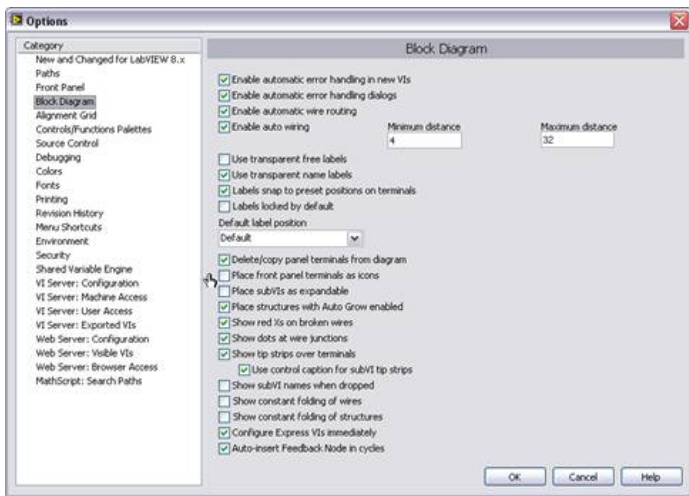 Options
Category
New and Changed for LabVIEW 8.x
Paths
Front Panel
Block Diagram
Alignment Grid
Controls/Functions Palettes
Source Control
Debugging
Colors
Fonts
Printing
Revision History
Menu Shortcuts
Environment
Security
Shared Variable Engine
VI Server: Configuration
VI Server: Machine Access
VI Server: User Access
VI Server: Exported VIs
Web Server: Configuration
Web Server: Visible VIs
Web Server: Browser Access
MathScript: Search Paths
Block Diagram
Enable automatic error handling in new VIs
Enable automatic error handling dialogs
Enable automatic wire routing
Enable auto wiring
Minimum distance
4
Maximum distance
32
Use transparent free labels
Use transparent name labels
Labels snap to preset positions on terminals
Labels locked by default
Default label position
Default
Delete/copy panel terminals from diagram
Place front panel terminals as icons
Place subVIs as expandable
Place structures with Auto Grow enabled
Show red Xs on broken wires
Show dots at wire junctions
Show tip strips over terminals
Use control caption for subVI tip strips
Show subVI names when dropped
Show constant folding of wires
Show constant folding of structures
Configure Express VIs immediately
Auto-insert Feedback Node in cycles
OK
Cancel
Help